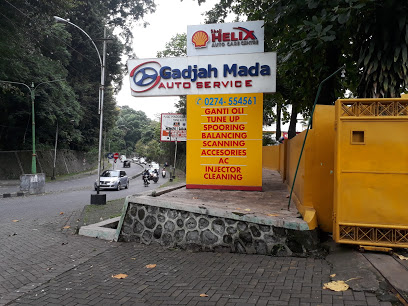 Shell
HELIX
AUTO CARE CENTRE
Gadjah Mada
AUTO SERVICE
0274- 554561
GANTI OLI
TUNE UP
SPOORING
BALANCING
SCANNING
ACCESORIES
AC
INJECTOR
CLEANING